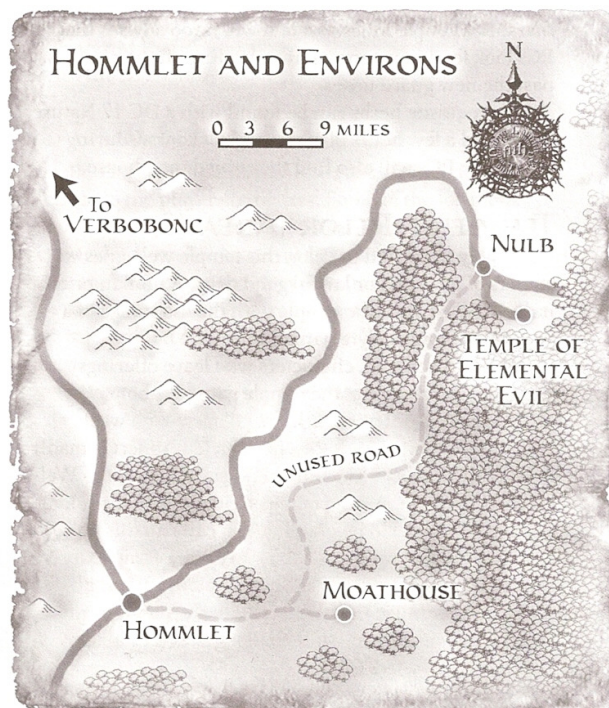 HOMMLET AND ENVIRONS
N
0 3 6 9 MILES
TO
VERBOBONC
NULB
TEMPLE OF
ELEMENTAL
EVIL
UNUSED ROAD
MOATHOUSE
HOMMLET